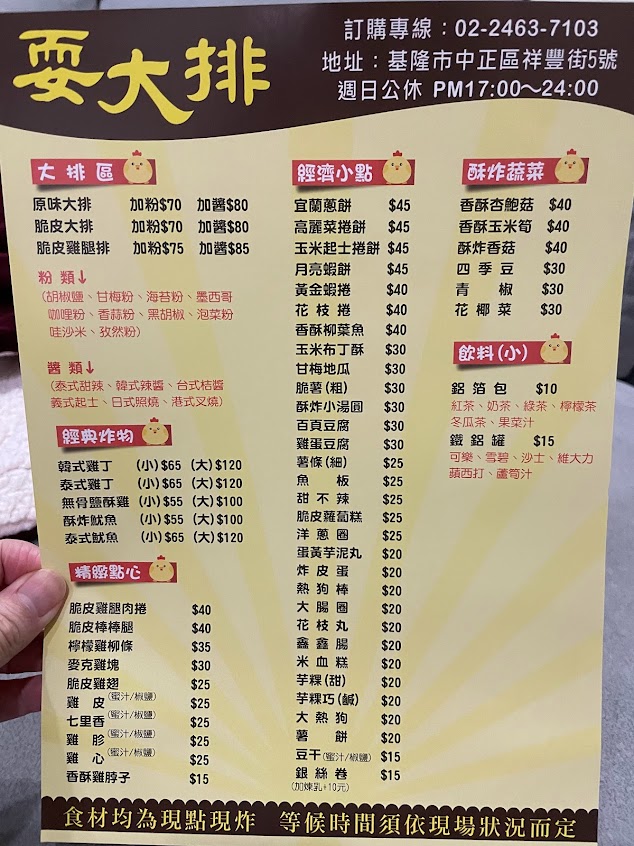 耍大排
訂購專線：02-2463-7103
地址：基隆市中正區祥豐街5號
週日公休 PM17:00～24:00
大排區
原味大排 加粉$70 加醬$80
脆皮大排 加粉$70 加醬$80
脆皮雞腿排 加粉$75 加醬$85
粉類↓
(胡椒鹽、甘梅粉、海苔粉、墨西哥
咖哩粉、香蒜粉、黑胡椒、泡菜粉
哇沙米、孜然粉)
醬類↓
(泰式甜辣、韓式辣醬、台式桔醬
義式起士、日式照燒、港式叉燒)
經典炸物
韓式雞丁 (小)$65 (大)$120
泰式雞丁 (小)$65 (大)$120
無骨鹽酥雞 (小)$55 (大)$100
酥炸魷魚 (小)$55 (大)$100
泰式魷魚 (小)$65 (大)$120
精緻點心
脆皮雞腿肉捲 $40
脆皮棒棒腿 $40
檸檬雞柳條 $35
麥克雞塊 $30
脆皮雞翅 $25
雞皮(蜜汁/椒鹽) $25
七里香(蜜汁/椒鹽) $25
雞胗(蜜汁/椒鹽) $25
雞心(蜜汁/椒鹽) $25
香酥雞脖子 $15
經濟小點
宜蘭蔥餅 $45
高麗菜捲餅 $45
玉米起士捲餅 $45
月亮蝦餅 $45
黃金蝦捲 $40
花枝捲 $40
香酥柳葉魚 $40
玉米布丁酥 $30
甘梅地瓜 $30
脆薯(粗) $30
酥炸小湯圓 $30
百頁豆腐 $30
雞蛋豆腐 $30
薯條(細) $25
魚板 $25
甜不辣 $25
脆皮蘿蔔糕 $25
洋蔥圈 $25
蛋黃芋泥丸 $20
炸皮蛋 $20
熱狗棒 $20
大腸圈 $20
花枝丸 $20
鑫鑫腸 $20
米血糕 $20
芋粿(甜) $20
芋粿巧(鹹) $20
大熱狗 $20
薯餅 $20
豆干(蜜汁/椒鹽) $15
銀絲卷 $15
(加煉乳+10元)
酥炸蔬菜
香酥杏鮑菇 $40
香酥玉米筍 $40
酥炸香菇 $40
四季豆 $30
青椒 $30
花椰菜 $30
飲料(小)
鋁箔包 $10
紅茶、奶茶、綠茶、檸檬茶
冬瓜茶、果菜汁
鐵鋁罐 $15
可樂、雪碧、沙士、維大力
蘋西打、蘆筍汁
食材均為現點現炸 等候時間須依現場狀況而定